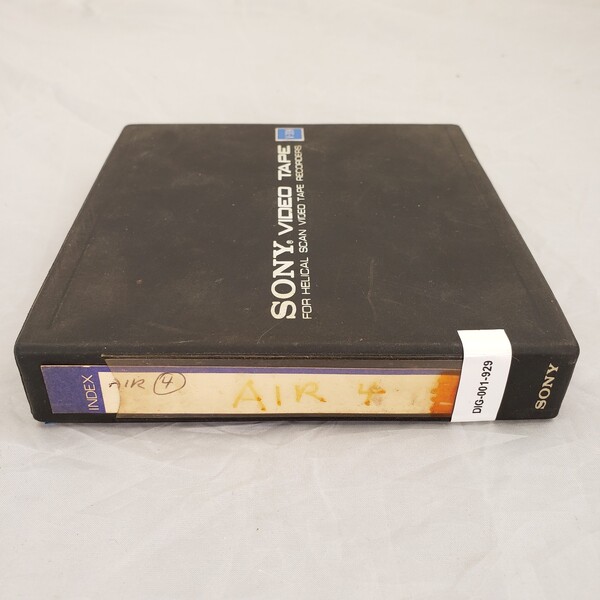 SONY® VIDEO TAPE
FOR HELICAL SCAN VIDEO TAPE RECORDERS
INDEX
AIR 4
AIR 4
DIG-001-929
SONY